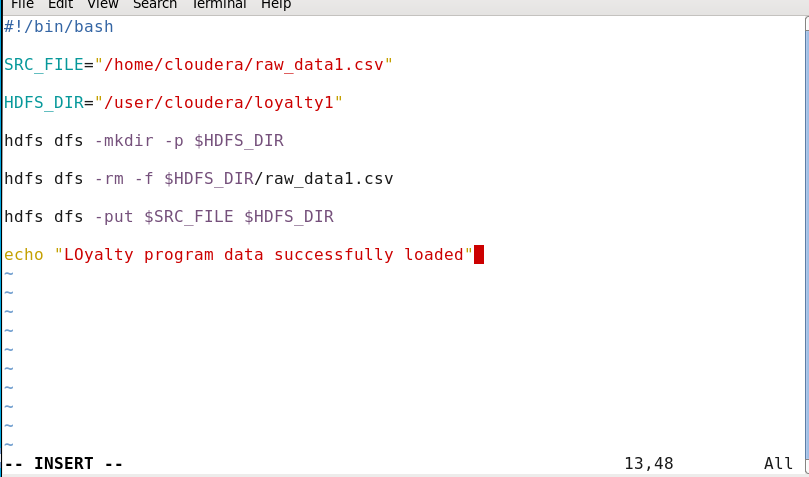 File Edit View Search Terminal Help
#!/bin/bash
SRC_FILE="/home/cloudera/raw_data1.csv"
HDFS_DIR="/user/cloudera/loyalty1"
hdfs dfs -mkdir -p $HDFS_DIR
hdfs dfs -rm -f $HDFS_DIR/raw_data1.csv
hdfs dfs -put $SRC_FILE $HDFS_DIR
echo "LOyalty program data successfully loaded"
~
~
~
~
~
~
~
~
~
~
-- INSERT -- 13,48 All